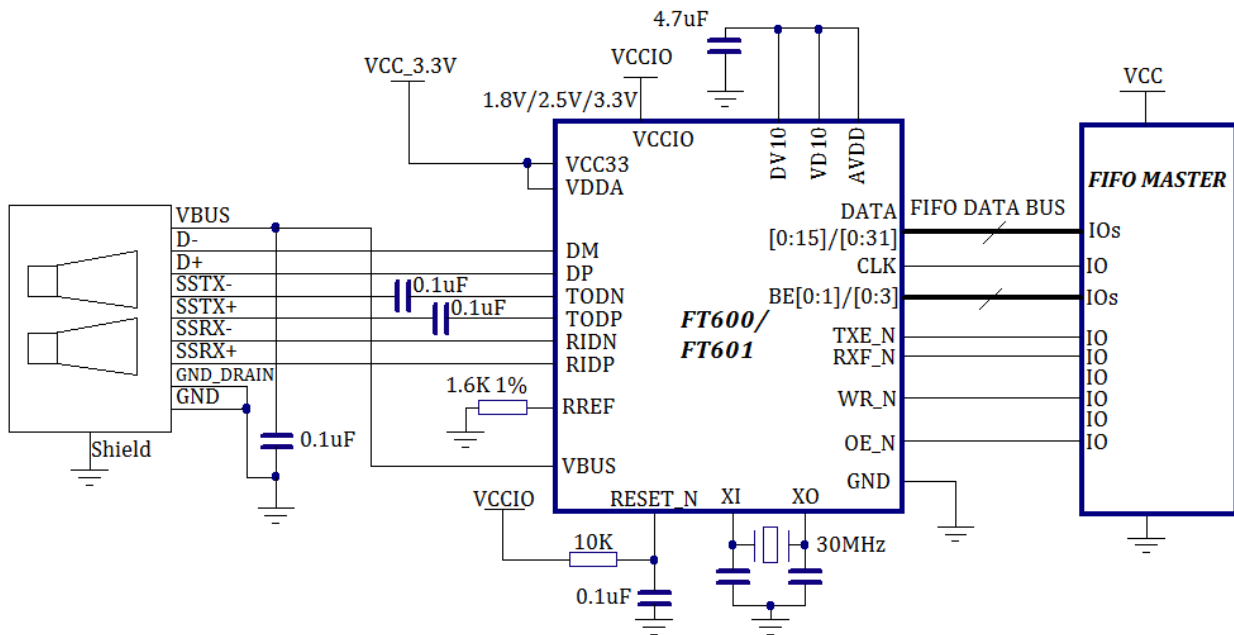 4.7uF
VCCIO
VCC_3.3V
VCC
1.8V/2.5V/3.3V
VCCIO
DV10
VD10
AVDD
VCC33
VDDA
FIFO MASTER
VBUS
D-
D+
SSTX-
SSTX+
SSRX-
SSRX+
GND_DRAIN
GND
Shield
0.1uF
0.1uF
0.1uF
DM
DP
TODN
TODP
RIDN
RIDP
1.6K 1%
RREF
VBUS
FT600/
FT601
DATA
[0:15]/[0:31]
FIFO DATA BUS
IOs
CLK
IO
BE[0:1]/[0:3]
IOs
TXE_N
IO
RXF_N
IO
IO
WR_N
IO
IO
OE_N
IO
GND
VCCIO
RESET_N
XI
XO
10K
30MHz
0.1uF